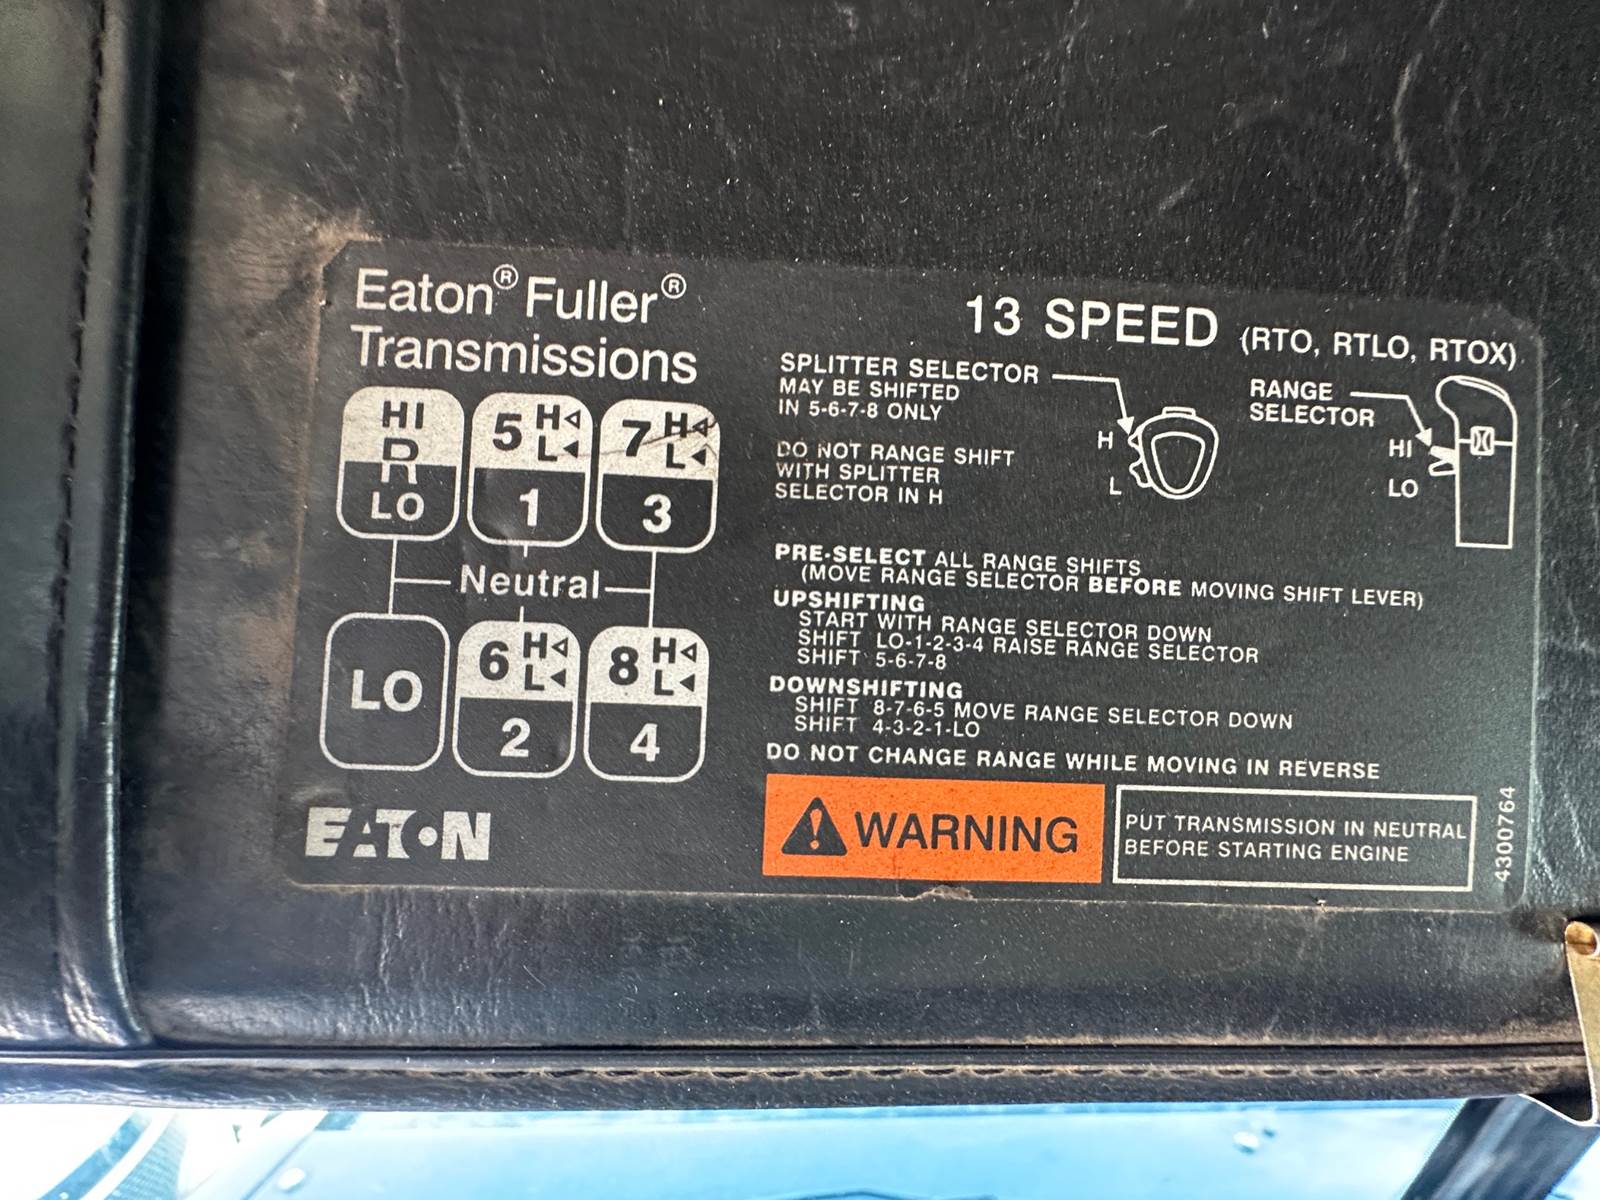 Eaton® Fuller®
Transmissions
HI
R
LO
5 H L
1
7 H L
3
Neutral
LO
6 H L
2
8 H L
4
EATON
13 SPEED (RTO, RTLO, RTOX)
SPLITTER SELECTOR
MAY BE SHIFTED
IN 5-6-7-8 ONLY
DO NOT RANGE SHIFT
WITH SPLITTER
SELECTOR IN H
H
L
RANGE
SELECTOR
HI
LO
PRE-SELECT ALL RANGE SHIFTS
(MOVE RANGE SELECTOR BEFORE MOVING SHIFT LEVER)
UPSHIFTING
START WITH RANGE SELECTOR DOWN
SHIFT LO-1-2-3-4 RAISE RANGE SELECTOR
SHIFT 5-6-7-8
DOWNSHIFTING
SHIFT 8-7-6-5 MOVE RANGE SELECTOR DOWN
SHIFT 4-3-2-1-LO
DO NOT CHANGE RANGE WHILE MOVING IN REVERSE
WARNING
PUT TRANSMISSION IN NEUTRAL
BEFORE STARTING ENGINE
4300764